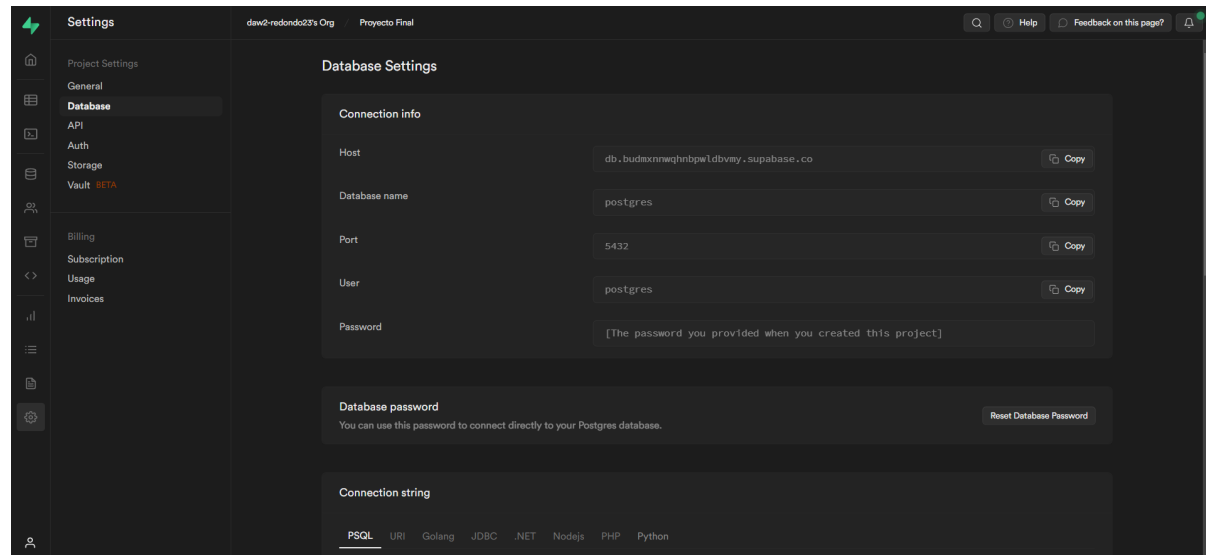 Settings
daw2-redondo23's Org / Proyecto Final
Help
Feedback on this page?
Project Settings
General
Database
API
Auth
Storage
Vault BETA
Billing
Subscription
Usage
Invoices
Database Settings
Connection info
Host
db.budmxnnwqhnbpwldbvmy.supabase.co
Copy
Database name
postgres
Copy
Port
5432
Copy
User
postgres
Copy
Password
[The password you provided when you created this project]
Database password
You can use this password to connect directly to your Postgres database.
Reset Database Password
Connection string
PSQL URI Golang JDBC .NET Nodejs PHP Python